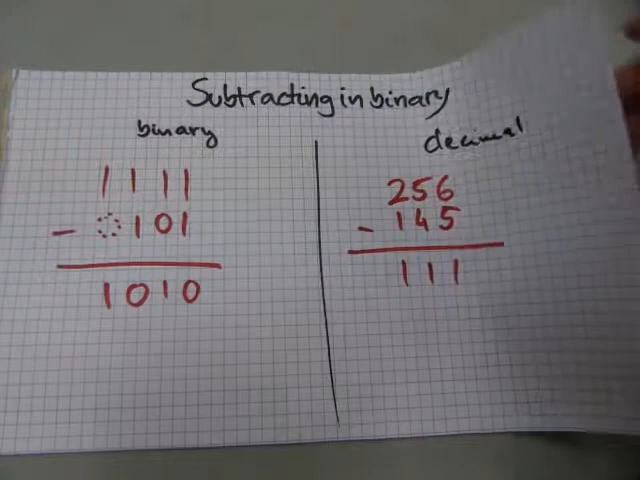 Subtracting in binary
binary
1111
- 0101
1010
decimal
256
- 145
111